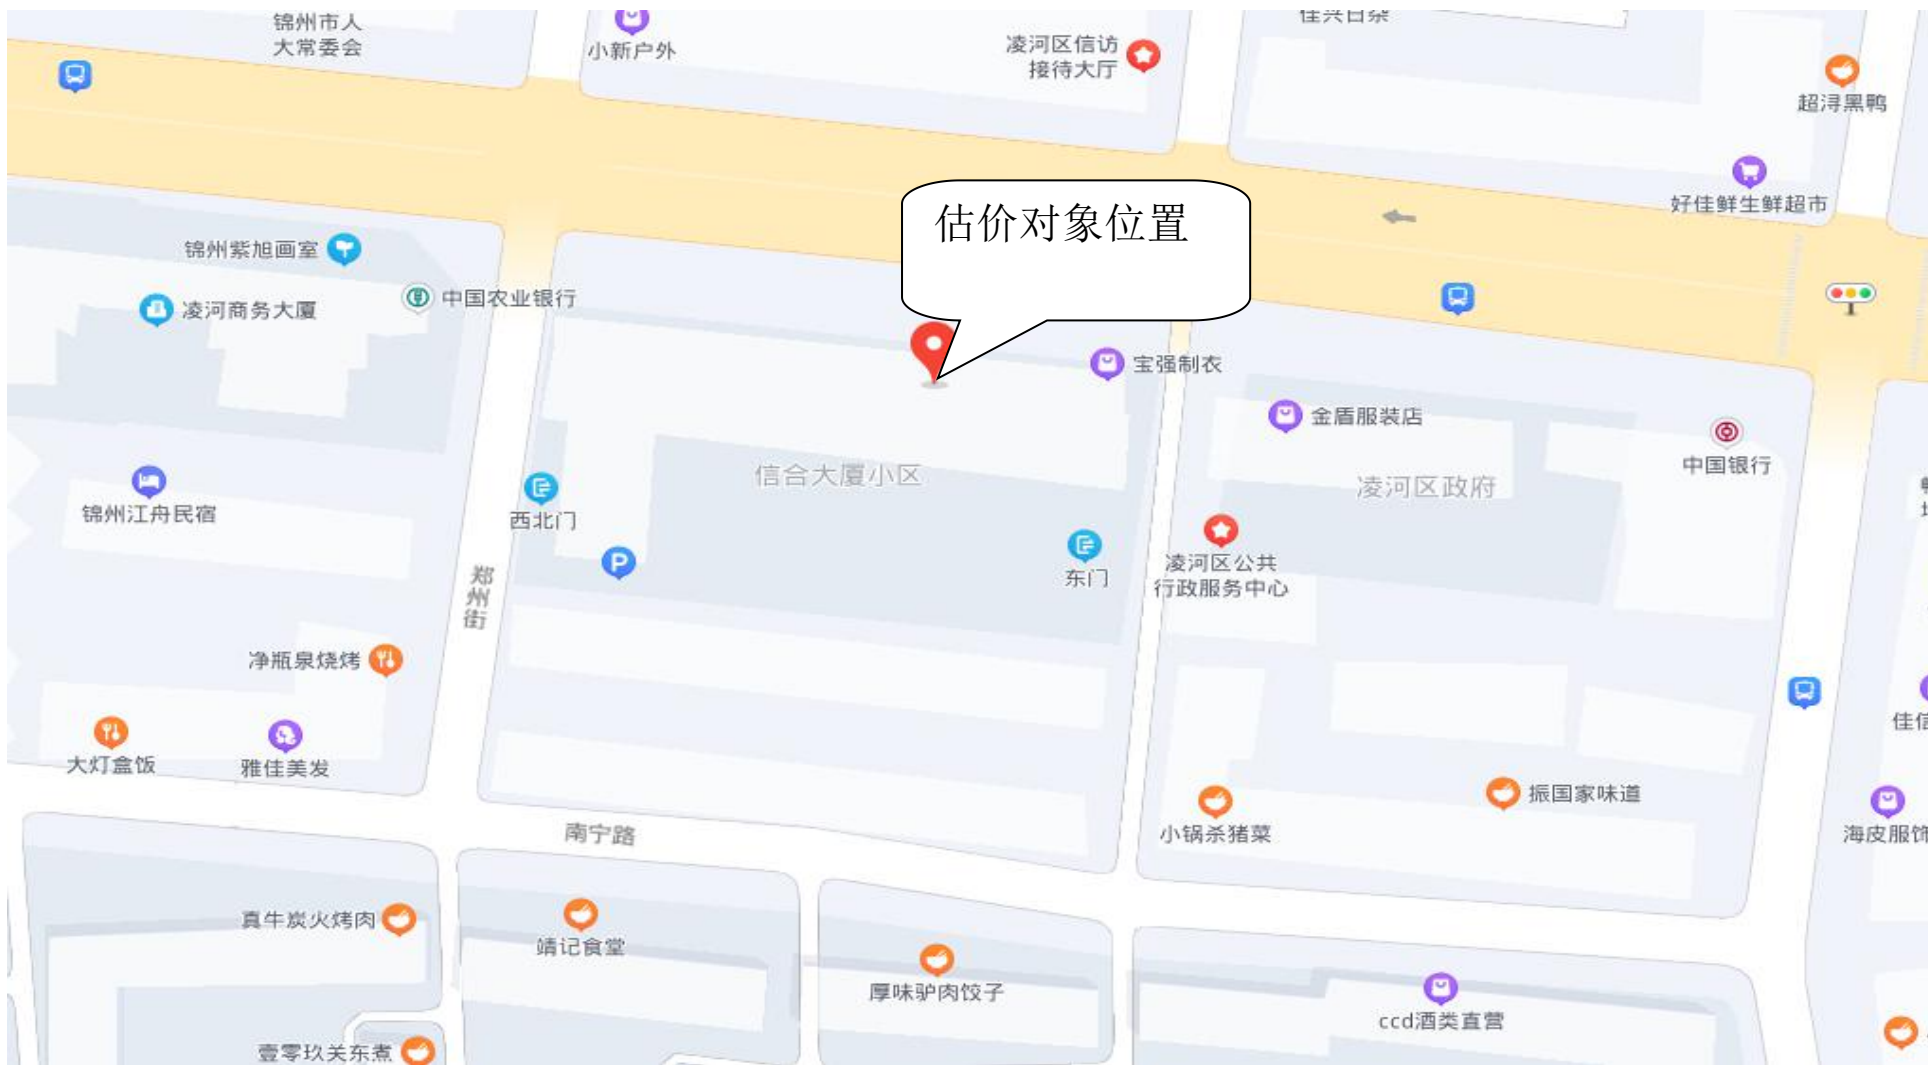 锦州市人
大常委会
小新户外
凌河区信访
接待大厅
佳兴日杂
超浔黑鸭
好佳鲜生鲜超市
估价对象位置
锦州紫旭画室
凌河商务大厦
中国农业银行
宝强制衣
金盾服装店
中国银行
信合大厦小区
凌河区政府
锦州江舟民宿
西北门
P
东门
凌河区公共
行政服务中心
郑州街
净瓶泉烧烤
大灯盒饭
雅佳美发
佳信
振国家味道
小锅杀猪菜
海皮服饰
南宁路
真牛炭火烤肉
靖记食堂
厚味驴肉饺子
ccd酒类直营
壹零玖关东煮